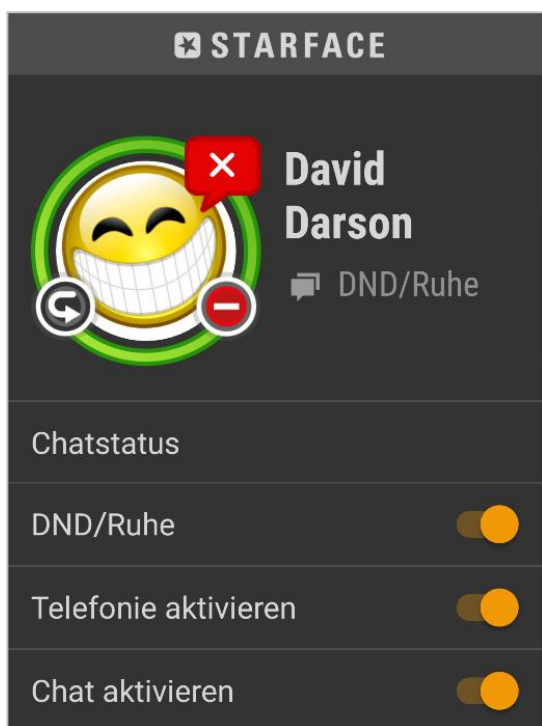 STARFACE
David
Darson
DND/Ruhe
Chatstatus
DND/Ruhe
Telefonie aktivieren
Chat aktivieren